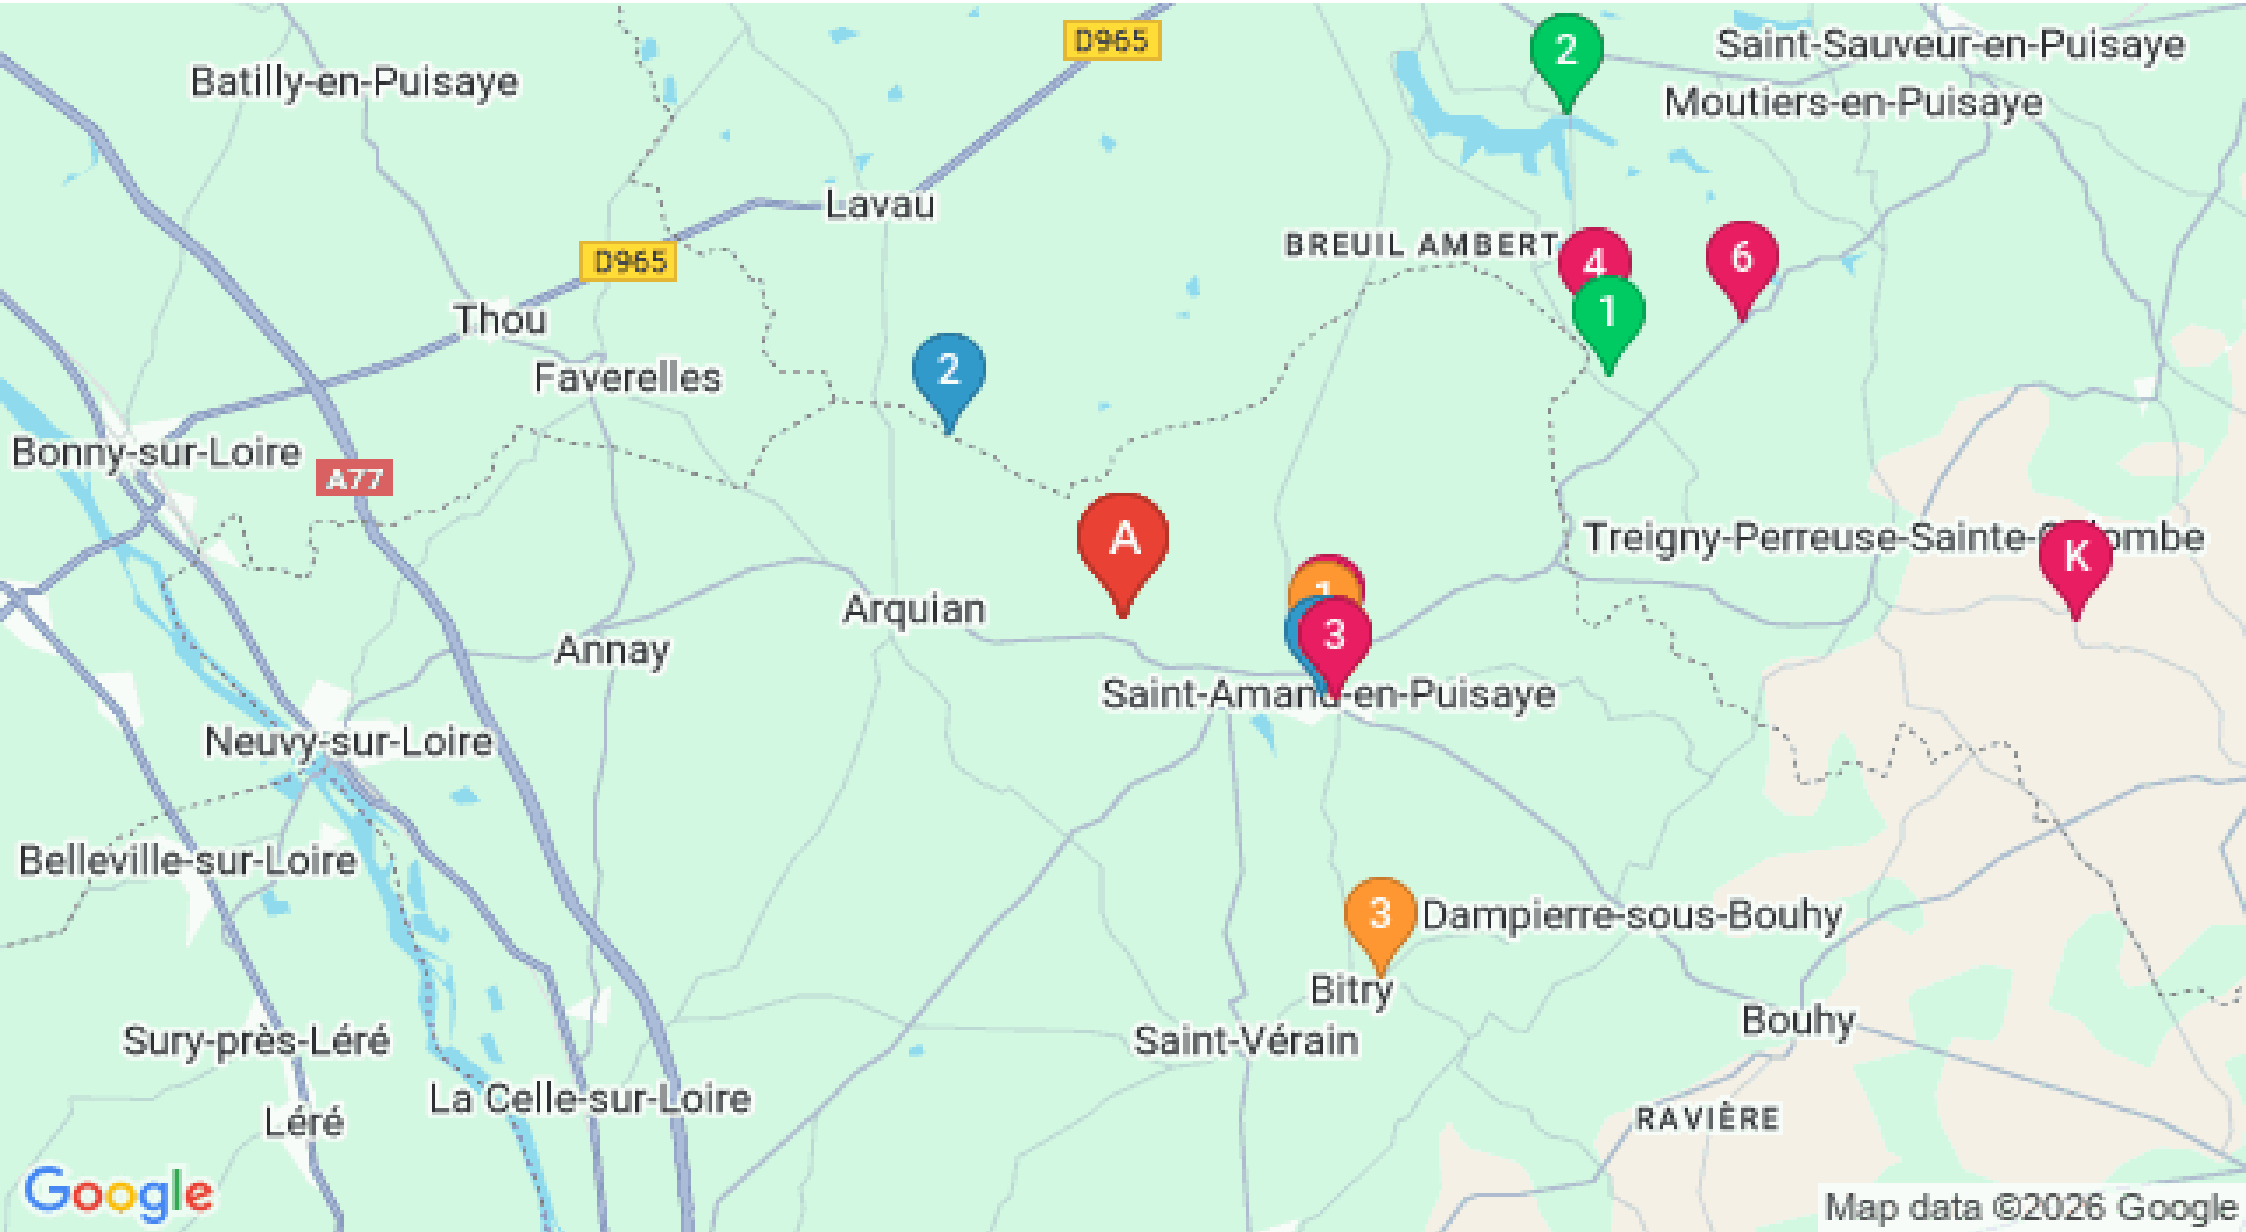 D965
2
Saint-Sauveur-en-Puisaye
Batilly-en-Puisaye
Moutiers-en-Puisaye
Lavau
BREUIL AMBERT
4
6
D965
1
Thou
2
Faverelles
Bonny-sur-Loire
A77
A
Treigny-Perreuse-Sainte-
K
1
Arquian
3
Annay
Saint-Amand-en-Puisaye
Neuvy-sur-Loire
Belleville-sur-Loire
3
Dampierre-sous-Bouhy
Bitry
Bouhy
Sury-près-Léré
Saint-Vérain
La Celle-sur-Loire
Léré
RAVIÈRE
Google
Map data ©2026 Google